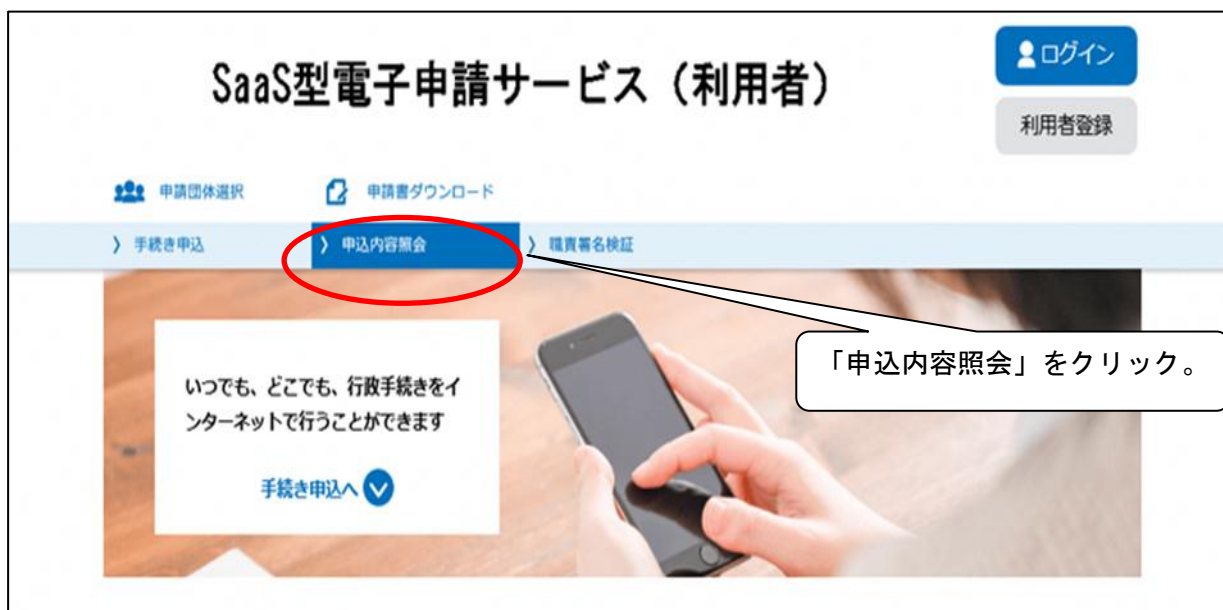 SaaS型電子申請サービス（利用者）
ログイン
利用者登録
申請団体選択
申請書ダウンロード
手続き申込
申込内容照会
職責署名検証
「申込内容照会」をクリック。
いつでも、どこでも、行政手続きをイ
ンターネットで行うことができます
手続き申込へ